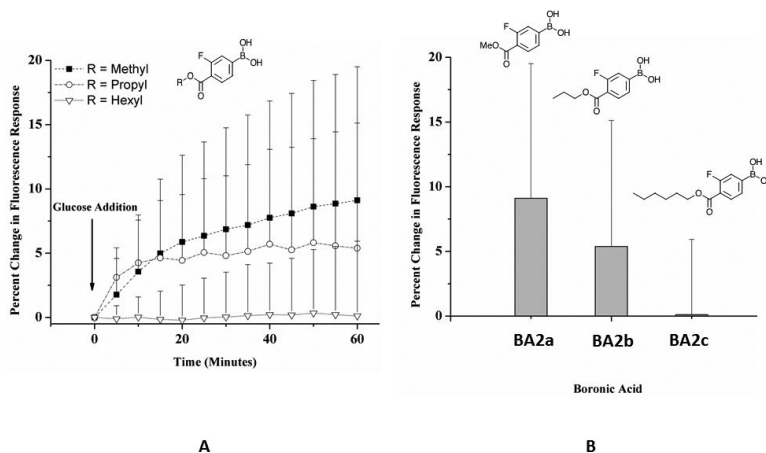 F
OH
B
OH
R
O
O
R = Methyl
R = Propyl
R = Hexyl
Glucose Addition
Percent Change in Fluorescence Response
20
15
10
5
0
0
20
40
60
Time (Minutes)
A
OH
F
B
OH
MeO
O
OH
F
B
OH
O
O
OH
F
B
O
O
Percent Change in Fluorescence Response
20
15
10
5
0
BA2a
BA2b
BA2c
Boronic Acid
B